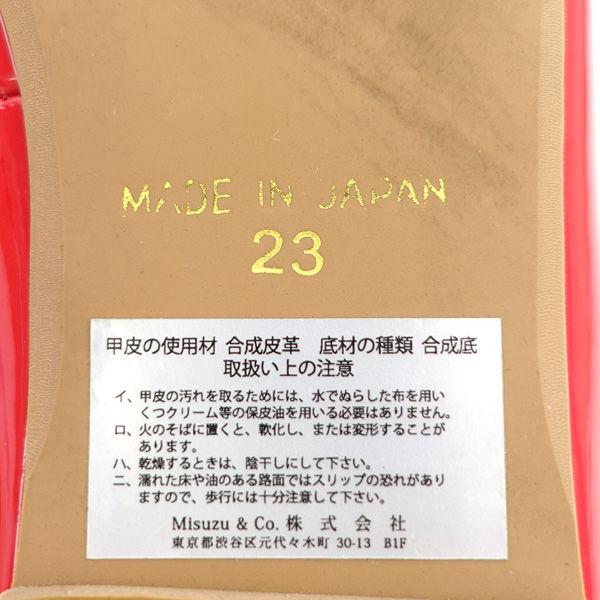 MADE IN JAPAN
23
甲皮の使用材 合成皮革 底材の種類 合成底
取扱い上の注意
イ、甲皮の汚れを取るためには、水でぬらした布を用い
くつクリーム等の保皮油を用いる必要はありません。
ロ、火のそばに置くと、軟化し、または変形することが
あります。
ハ、乾燥するときは、陰干しにして下さい。
ニ、濡れた床や油のある路面ではスリップの恐れがあり
ますので、歩行には十分注意して下さい。
Misuzu & Co. 株 式 会 社
東京都渋谷区元代々木町 30-13 B1F